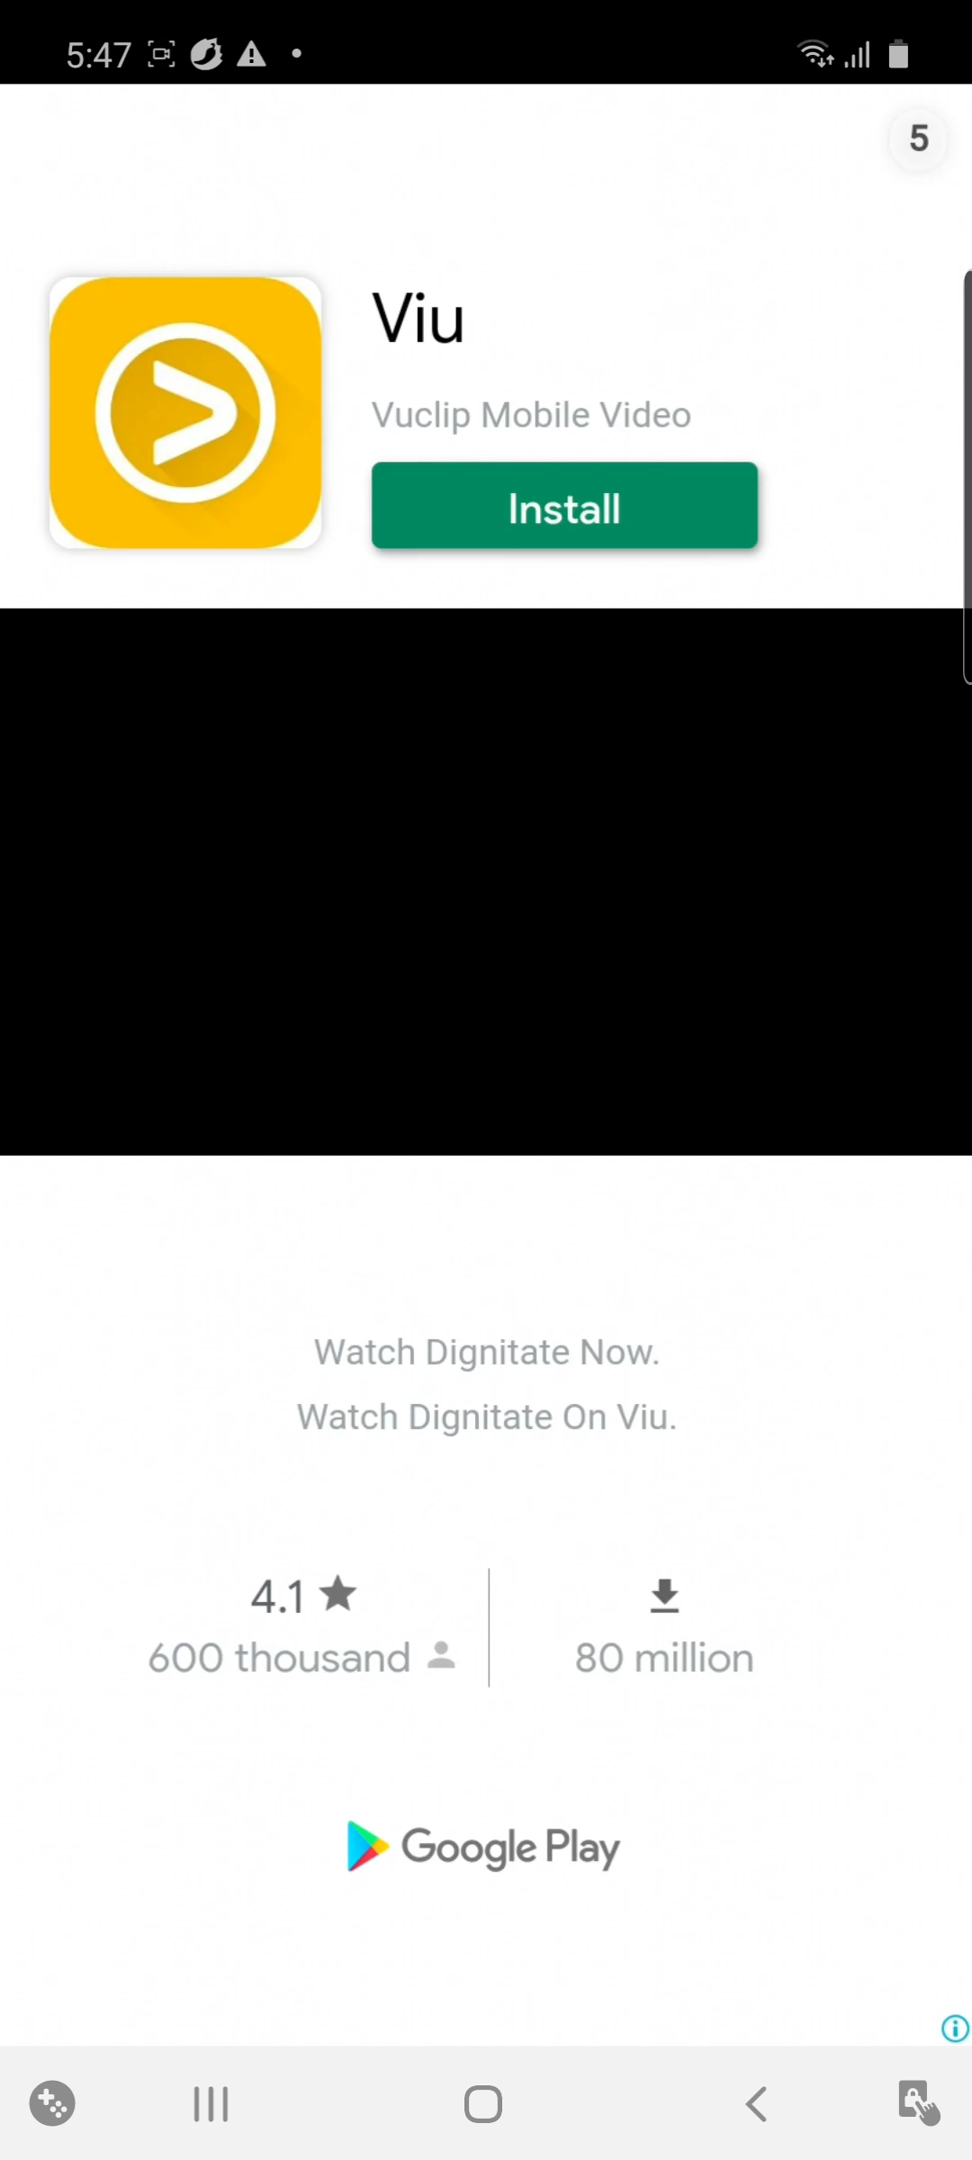 5:47
5
Viu
Vuclip Mobile Video
Install
Watch Dignitate Now.
Watch Dignitate On Viu.
4.1 ★
600 thousand
80 million
Google Play